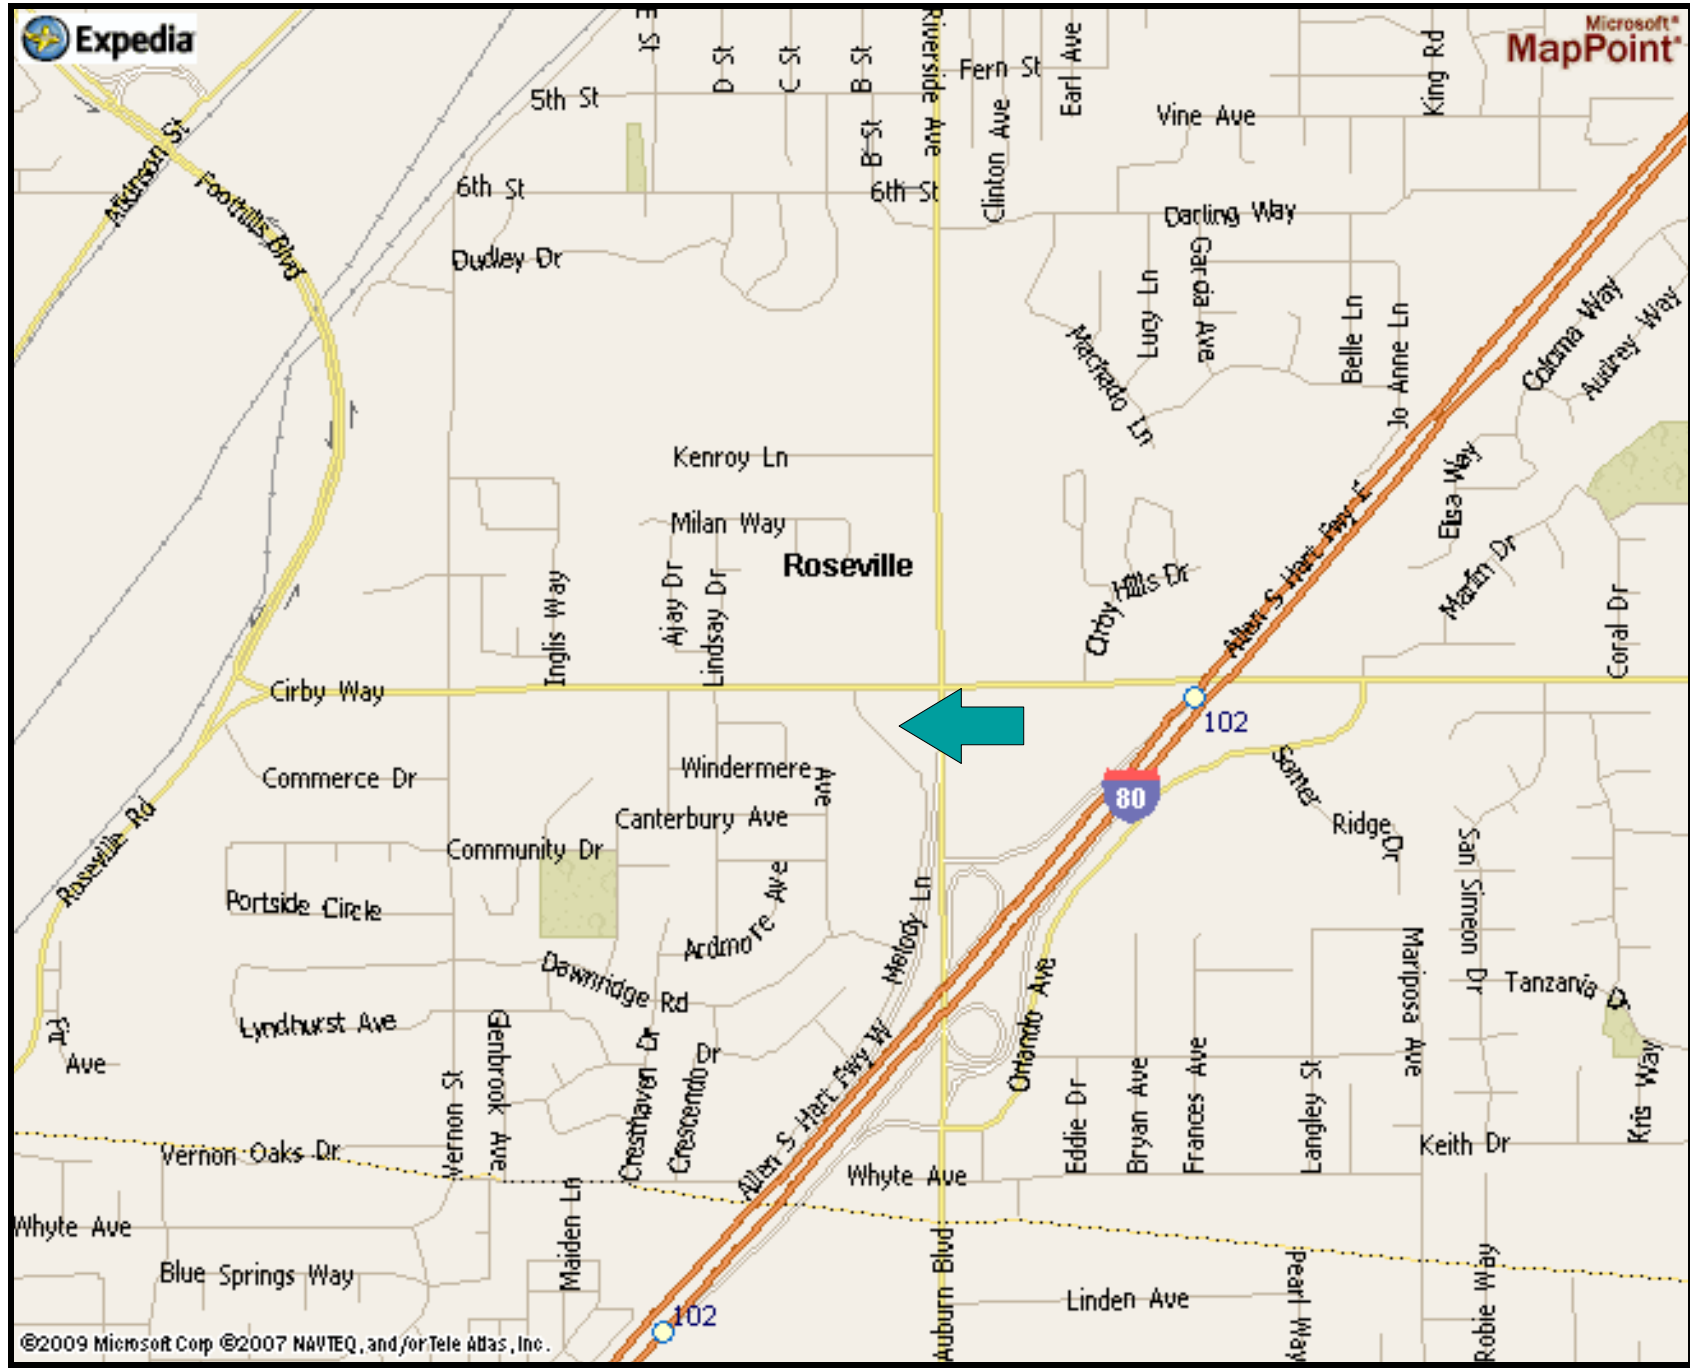 Expedia
Microsoft®
MapPoint®
E St
D St
C St
B St
Riverside Ave
Fern St
Earl Ave
King Rd
5th St
Vine Ave
Clinton Ave
B St
Atkinson St
Foothills Blvd
6th St
6th St
Darling Way
Dudley Dr
Garcia Ave
Lucy Ln
Machado Ln
Belle Ln
Jo Anne Ln
Coloma Way
Audrey Way
Kenroy Ln
Elsa Way
Milan Way
Roseville
Marlin Dr
Inglis Way
Ajay Dr
Lindsay Dr
Cirby Hills Dr
Allen S Hart Fwy E
Coral Dr
Cirby Way
102
Commerce Dr
Windermere Ave
80
Somer Ridge Dr
Roseville Rd
Canterbury Ave
Community Dr
San Simeon Dr
Portside Circle
Ardmore Ave
Melody Ln
Mariposa Ave
Dawnridge Rd
Tanzania Dr
Lyndhurst Ave
Glenbrook Ave
Orlando Ave
Ave
Vernon St
Cresthaven Dr
Crescendo Dr
Allen S Hart Fwy W
Eddie Dr
Bryan Ave
Frances Ave
Langley St
Kris Way
Vernon Oaks Dr
Keith Dr
Whyte Ave
Whyte Ave
Maiden Ln
Blue Springs Way
Auburn Blvd
Linden Ave
Pearl Way
Robie Way
102
©2009 Microsoft Corp ©2007 NAVTEQ, and/or Tele Atlas, Inc.